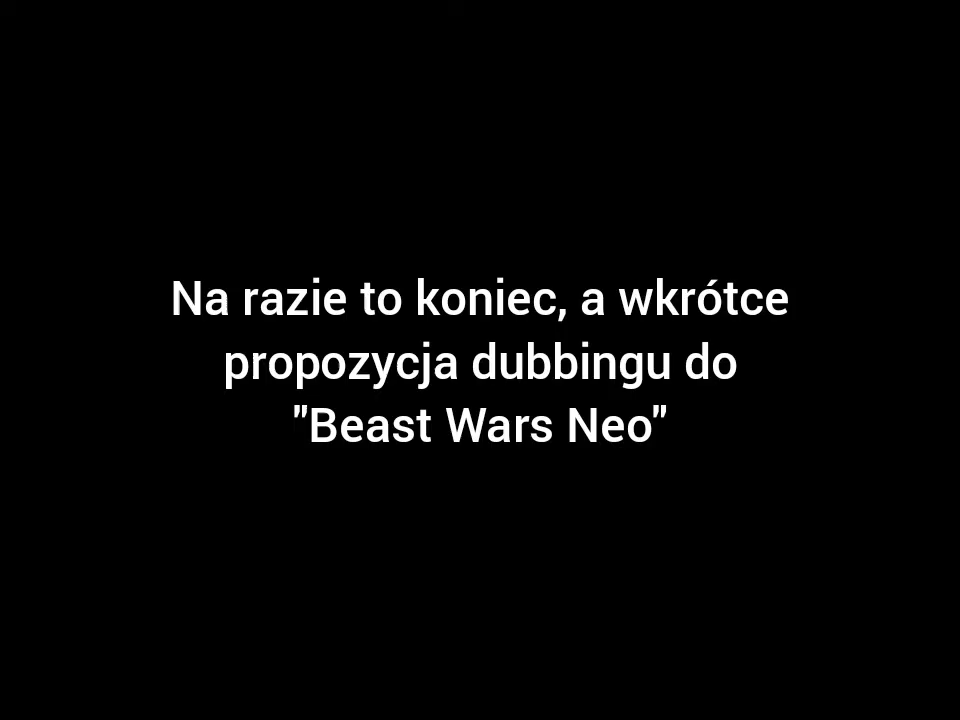 Na razie to koniec, a wkrótce
propozycja dubbingu do
"Beast Wars Neo"